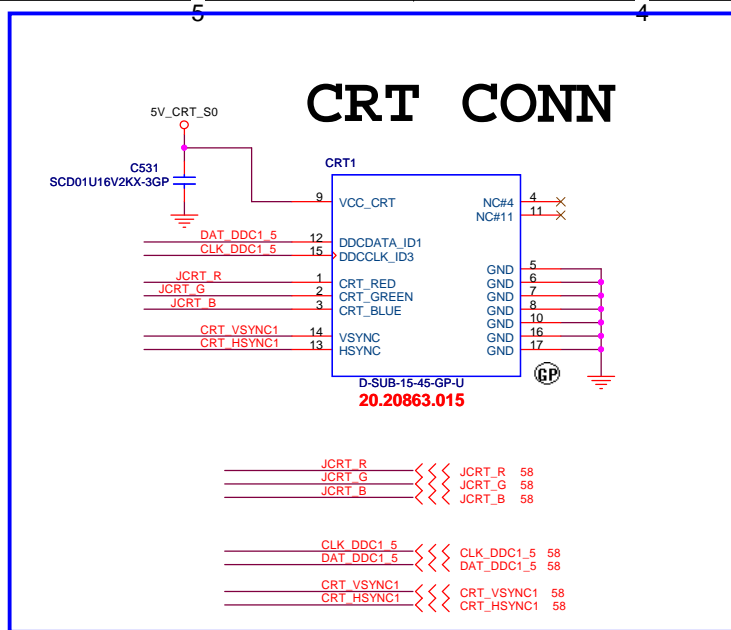 5 4
CRT CONN
5V_CRT_S0
C531
SCD01U16V2KX-3GP
CRT1
9 VCC_CRT
NC#4 4
NC#11 11
DAT_DDC1_5 12 DDCDATA_ID1
CLK_DDC1_5 15 DDCCLK_ID3
JCRT_R 1 CRT_RED
JCRT_G 2 CRT_GREEN
JCRT_B 3 CRT_BLUE
CRT_VSYNC1 14 VSYNC
CRT_HSYNC1 13 HSYNC
GND 5
GND 6
GND 7
GND 8
GND 10
GND 16
GND 17
GP
D-SUB-15-45-GP-U
20.20863.015
JCRT_R JCRT_R 58
JCRT_G JCRT_G 58
JCRT_B JCRT_B 58
CLK_DDC1_5 CLK_DDC1_5 58
DAT_DDC1_5 DAT_DDC1_5 58
CRT_VSYNC1 CRT_VSYNC1 58
CRT_HSYNC1 CRT_HSYNC1 58